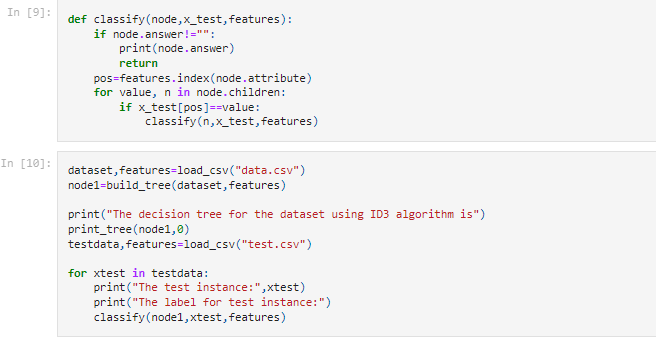 In [9]:
def classify(node,x_test,features):
    if node.answer!="":
        print(node.answer)
        return
    pos=features.index(node.attribute)
    for value, n in node.children:
        if x_test[pos]==value:
            classify(n,x_test,features)
In [10]:
dataset,features=load_csv("data.csv")
node1=build_tree(dataset,features)
print("The decision tree for the dataset using ID3 algorithm is")
print_tree(node1,0)
testdata,features=load_csv("test.csv")
for xtest in testdata:
    print("The test instance:",xtest)
    print("The label for test instance:")
    classify(node1,xtest,features)